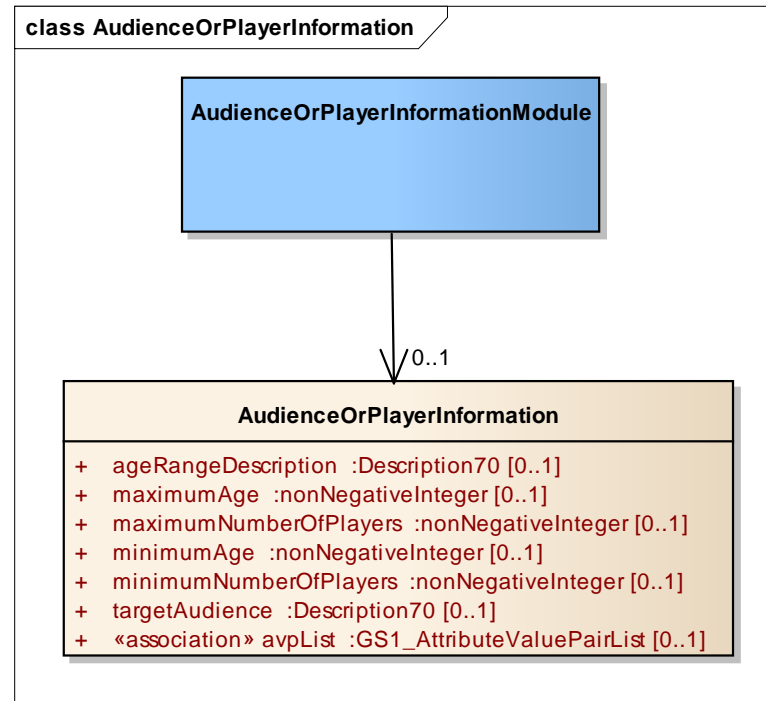 class AudienceOrPlayerInformation
AudienceOrPlayerInformationModule
0..1
AudienceOrPlayerInformation
+ ageRangeDescription :Description70 [0..1]
+ maximumAge :nonNegativeInteger [0..1]
+ maximumNumberOfPlayers :nonNegativeInteger [0..1]
+ minimumAge :nonNegativeInteger [0..1]
+ minimumNumberOfPlayers :nonNegativeInteger [0..1]
+ targetAudience :Description70 [0..1]
+ «association» avpList :GS1_AttributeValuePairList [0..1]